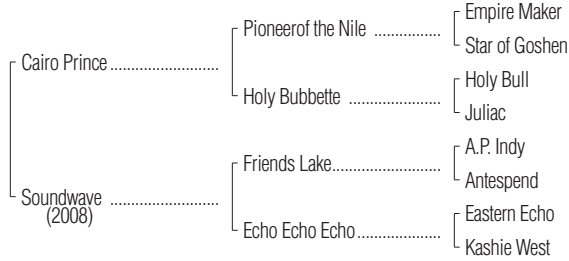 Empire Maker
Pioneerof the Nile ................
Star of Goshen
Cairo Prince ..........................
Holy Bull
Holy Bubbette ......................
Juliac
A.P. Indy
Friends Lake..........................
Antespend
Soundwave ..........................
(2008)
Eastern Echo
Echo Echo Echo ....................
Kashie West